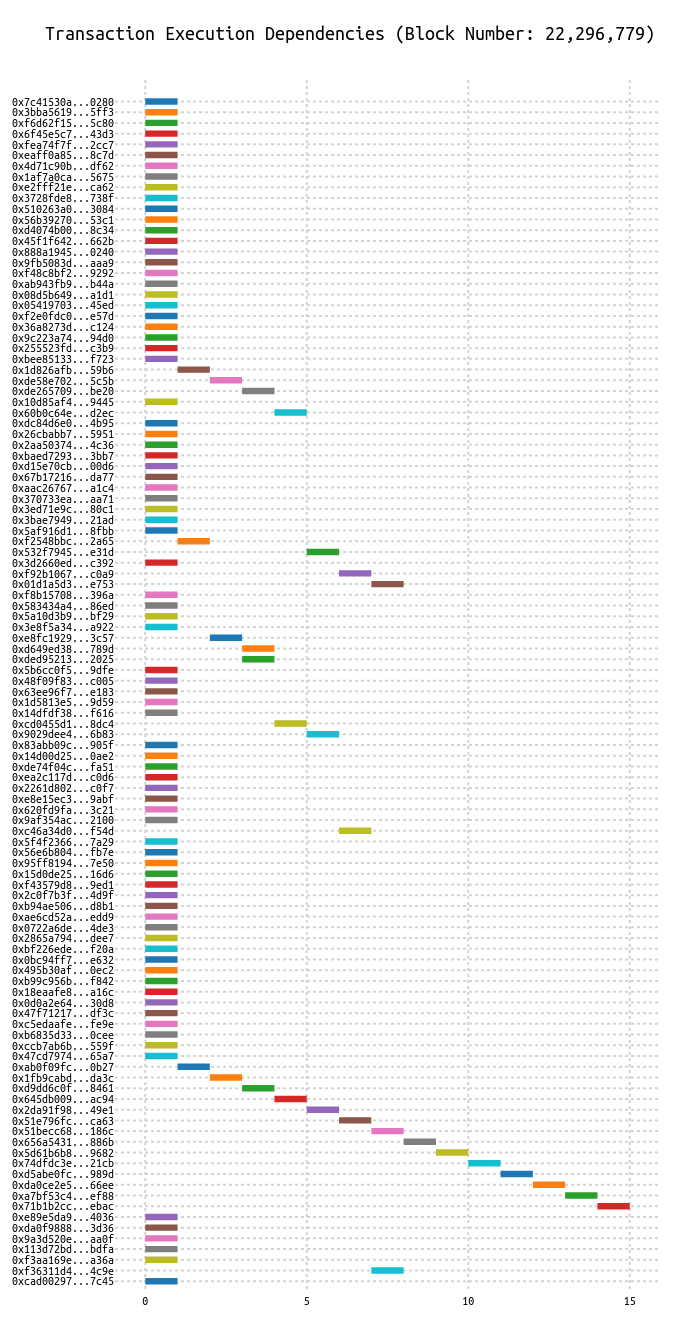 Transaction Execution Dependencies (Block Number: 22,296,779)
0x7c41530a...0280
0x3bba5619...5ff3
0xf6d62f15...5c80
0x6f45e5c7...43d3
0xfea74f7f...2cc7
0xeaff0a85...8c7d
0x4d71c90b...df62
0x1af7a0ca...5675
0xe2fff21e...ca62
0x3728fde8...738f
0x510263a0...3084
0x56b39270...53c1
0xd4074b00...8c34
0x45f1f642...662b
0x888a1945...0240
0x9fb5083d...aaa9
0xf48c8bf2...9292
0xab943fb9...b44a
0x08d5b649...a1d1
0x05419703...45ed
0xf2e0fdc0...e57d
0x36a8273d...c124
0x9c223a74...94d0
0x255523fd...c3b9
0xbee85133...f723
0x1d826afb...59b6
0xde58e702...5c5b
0xde265709...be20
0x10d85af4...9445
0x60b0c64e...d2ec
0xdc84d6e0...4b95
0x26cbabb7...5951
0x2aa50374...4c36
0xbaed7293...3bb7
0xd15e70cb...00d6
0x67b17216...da77
0xaac26767...a1c4
0x370733ea...aa71
0x3ed71e9c...80c1
0x3bae7949...21ad
0x5af916d1...8fbb
0xf2548bbc...2a65
0x532f7945...e31d
0x3d2660ed...c392
0xf92b1067...c0a9
0x01d1a5d3...e753
0xf8b15708...396a
0x583434a4...86ed
0x5a10d3b9...bf29
0x3e8f5a34...a922
0xe8fc1929...3c57
0xd649ed38...789d
0xded95213...2025
0x5b6cc0f5...9dfe
0x48f09f83...c005
0x63ee96f7...e183
0x1d5813e5...9d59
0x14dfdf38...f616
0xcd0455d1...8dc4
0x9029dee4...6b83
0x83abb09c...905f
0x14d00d25...0ae2
0xde74f04c...fa51
0xea2c117d...c0d6
0x2261d802...c0f7
0xe8e15ec3...9abf
0x620fd9fa...3c21
0x9af354ac...2100
0xc46a34d0...f54d
0x5f4f2366...7a29
0x56e6b804...fb7e
0x95ff8194...7e50
0x15d0de25...16d6
0xf43579d8...9ed1
0x2c0f7b3f...4d9f
0xb94ae506...d8b1
0xae6cd52a...edd9
0x0722a6de...4de3
0x2865a794...dee7
0xbf226ede...f20a
0x0bc94ff7...e632
0x495b30af...0ec2
0xb99c956b...f842
0x18eaafe8...a16c
0x0d0a2e64...30d8
0x47f71217...df3c
0xc5edaafe...fe9e
0xb6835d33...0cee
0xccb7ab6b...559f
0x47cd7974...65a7
0xab0f09fc...0b27
0x1fb9cabd...da3c
0xd9dd6c0f...8461
0x645db009...ac94
0x2da91f98...49e1
0x51e796fc...ca63
0x51becc68...186c
0x656a5431...886b
0x5d61b6b8...9682
0x74dfdc3e...21cb
0xd5abe0fc...989d
0xda0ce2e5...66ee
0xa7bf53c4...ef88
0x71b1b2cc...ebac
0xe89e5da9...4036
0xda0f9888...3d36
0x9a3d520e...aa0f
0x113d72bd...bdfa
0xf3aa169e...a36a
0xf36311d4...4c9e
0xcad00297...7c45
0 5 10 15